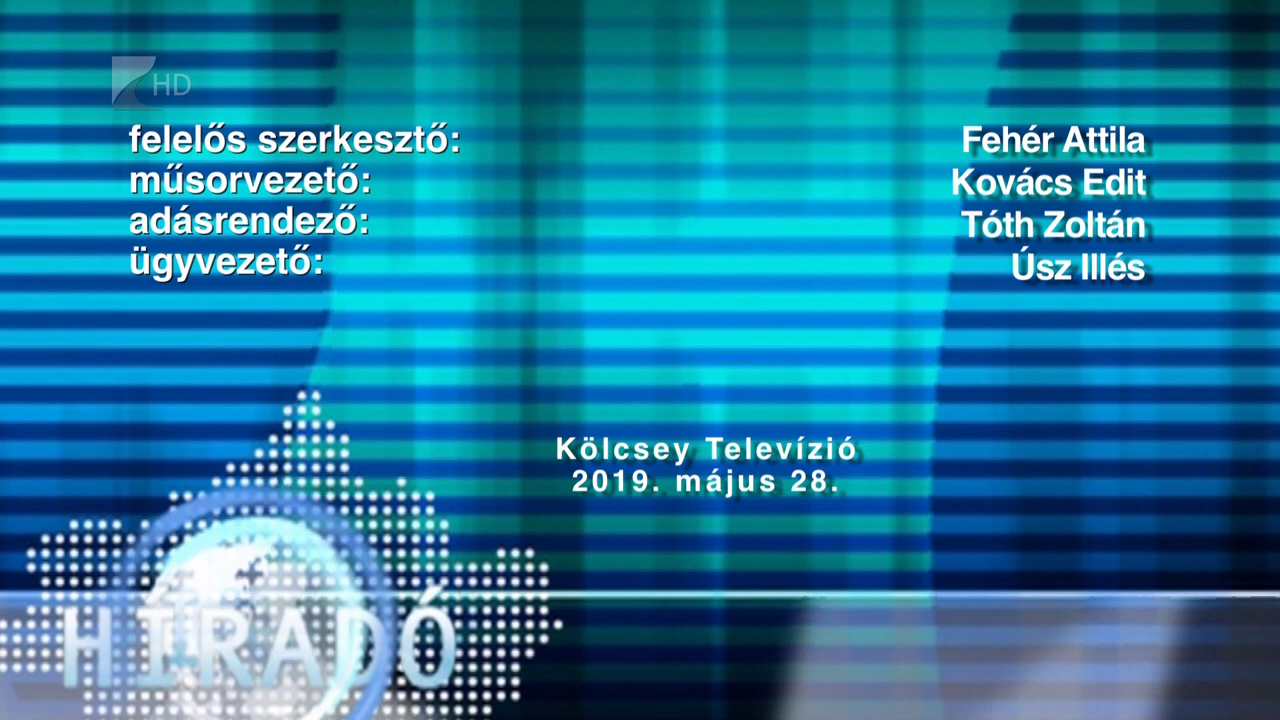 HD
felelős szerkesztő: Fehér Attila
műsorvezető: Kovács Edit
adásrendező: Tóth Zoltán
ügyvezető: Úsz Illés
Kölcsey Televízió
2019. május 28.
HÍRADÓ